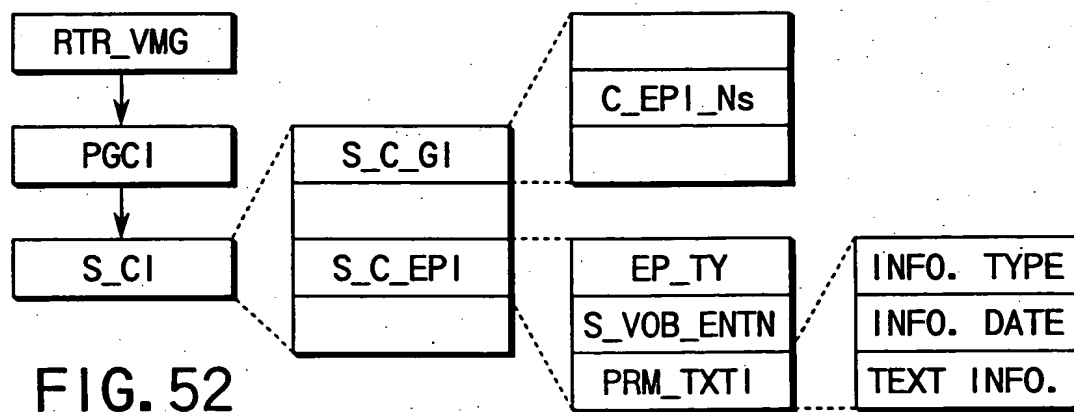 RTR_VMG
PGCI
S_CI
S_C_GI
S_C_EPI
C_EPI_Ns
EP_TY
S_VOB_ENTN
PRM_TXTI
INFO. TYPE
INFO. DATE
TEXT INFO.
FIG. 52